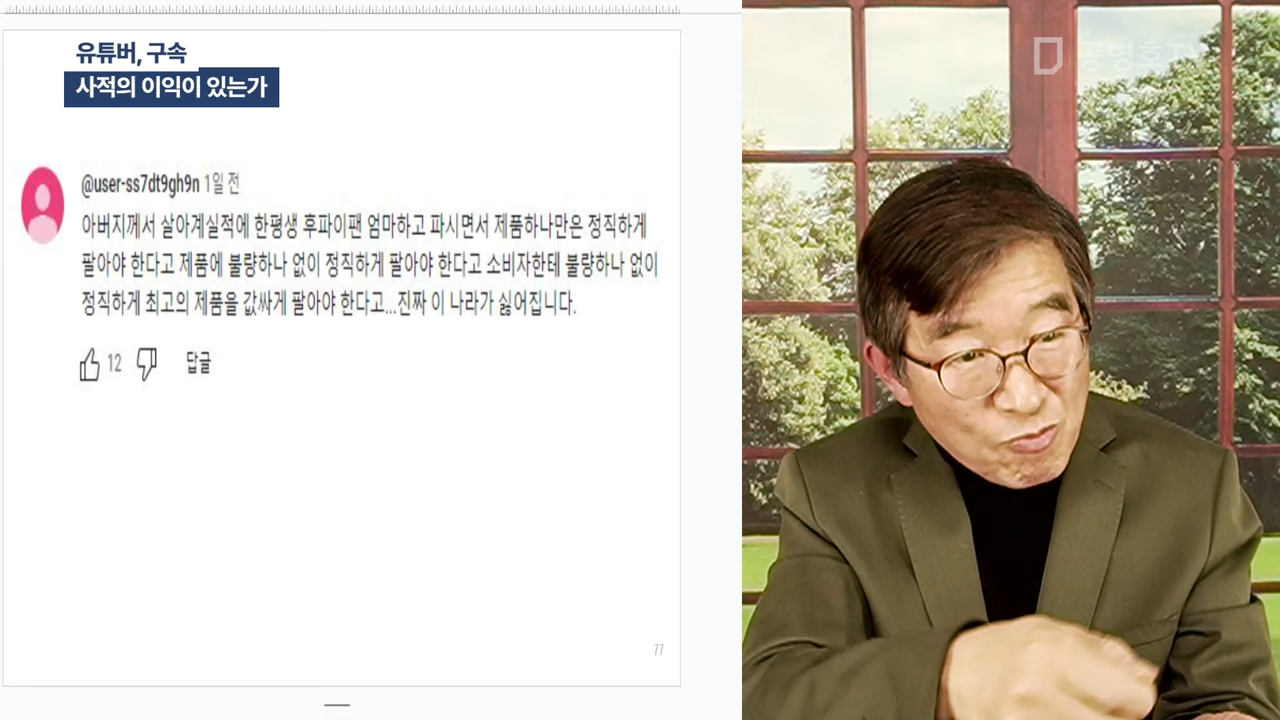 유튜버, 구속
사적의 이익이 있는가
공병호TV
@user-ss7dt9gh9n 1일 전
아버지께서 살아계실적에 한평생 후파이팬 엄마하고 파시면서 제품하나만은 정직하게
팔아야 한다고 제품에 불량하나 없이 정직하게 팔아야 한다고 소비자한테 불량하나 없이
정직하게 최고의 제품을 값싸게 팔아야 한다고...진짜 이 나라가 싫어집니다.
12 답글
77